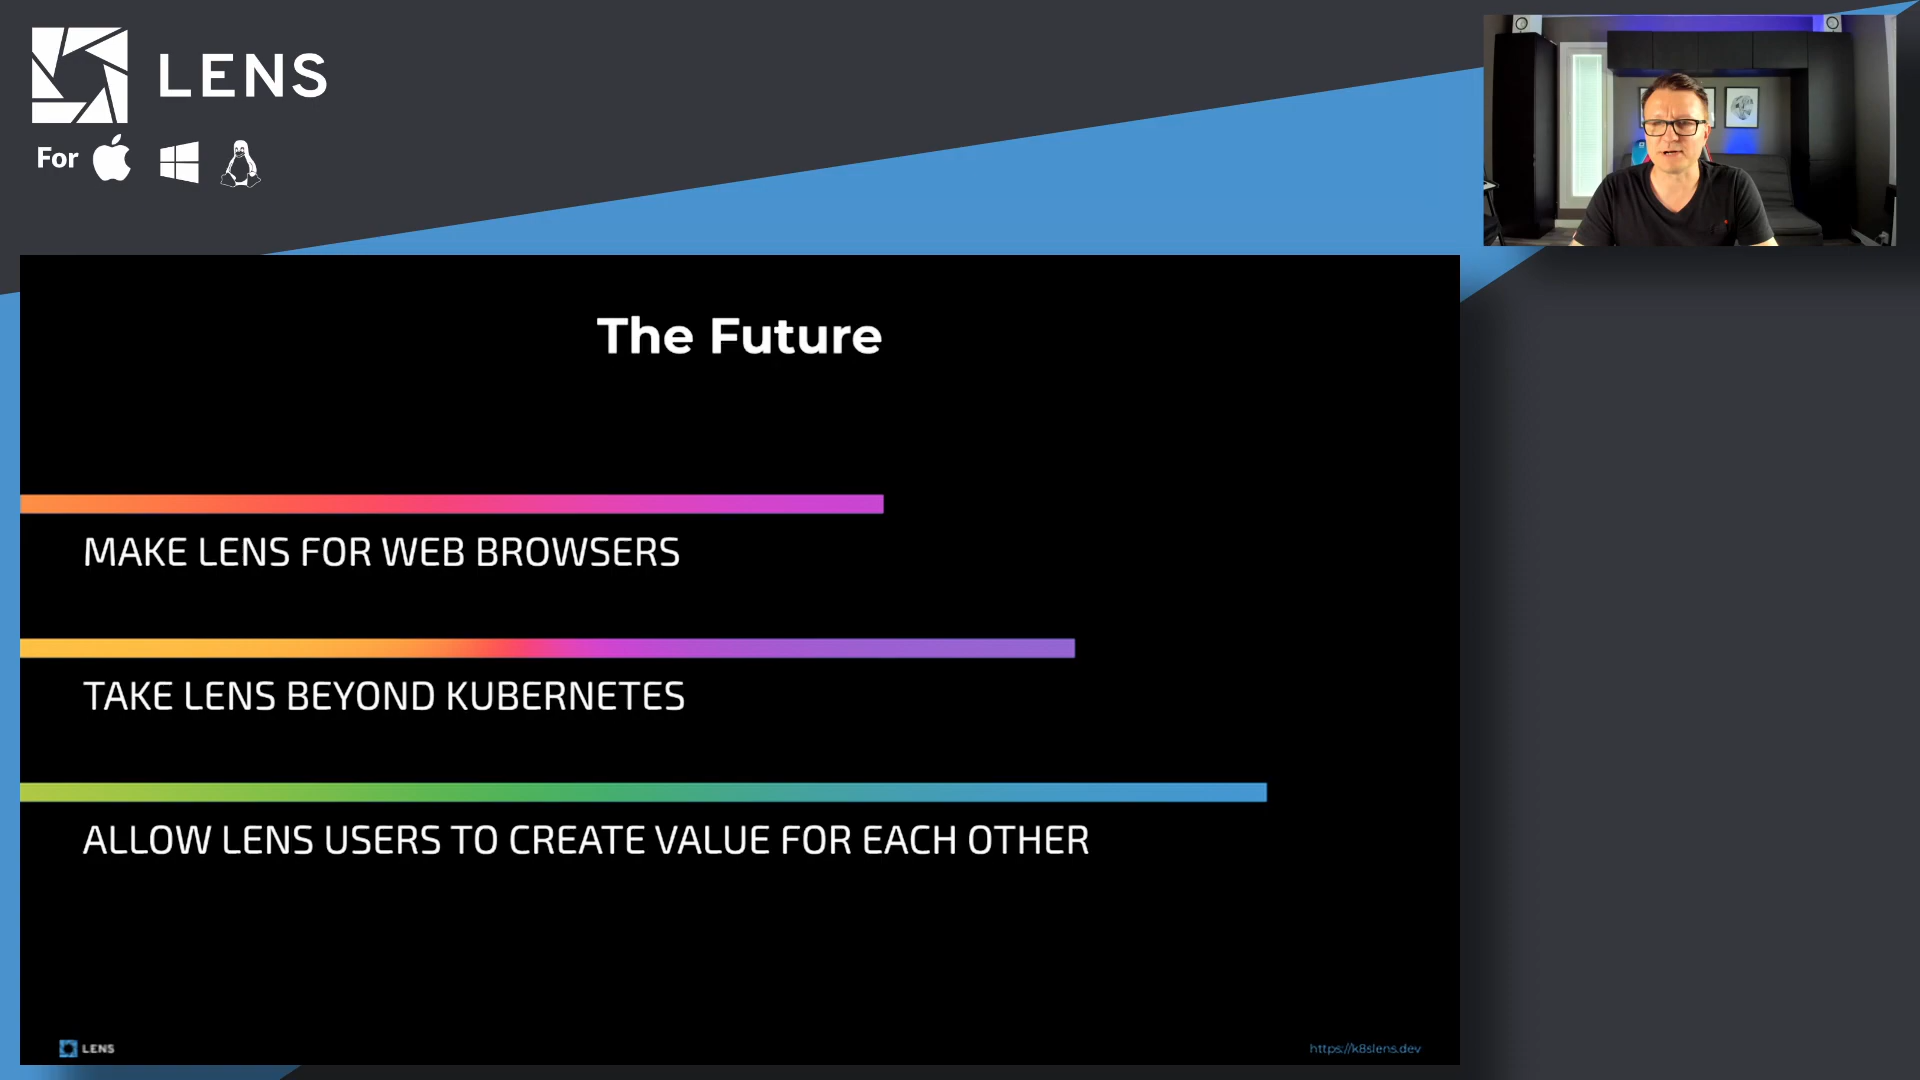 LENS
For
The Future
MAKE LENS FOR WEB BROWSERS
TAKE LENS BEYOND KUBERNETES
ALLOW LENS USERS TO CREATE VALUE FOR EACH OTHER
LENS
https://k8slens.dev